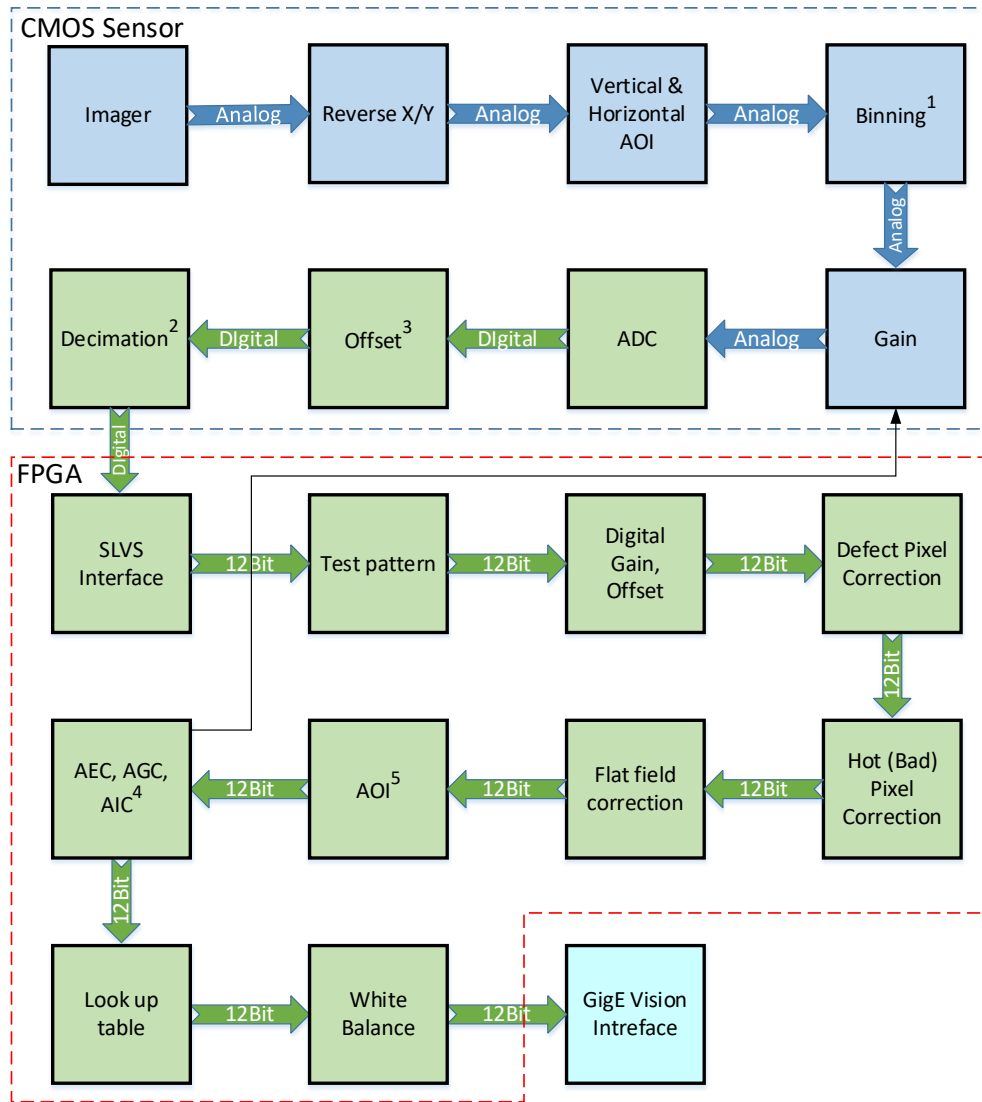 CMOS Sensor
Imager
Analog
Reverse X/Y
Analog
Vertical &
Horizontal
AOI
Analog
Binning1
Analog
Decimation2
DIgital
Offset3
DIgital
ADC
Analog
Gain
DIgital
FPGA
SLVS
Interface
12Bit
Test pattern
12Bit
Digital
Gain,
Offset
12Bit
Defect Pixel
Correction
12Bit
AEC, AGC,
AIC4
12Bit
AOI5
12Bit
Flat field
correction
12Bit
Hot (Bad)
Pixel
Correction
12Bit
Look up
table
12Bit
White
Balance
12Bit
GigE Vision
Intreface